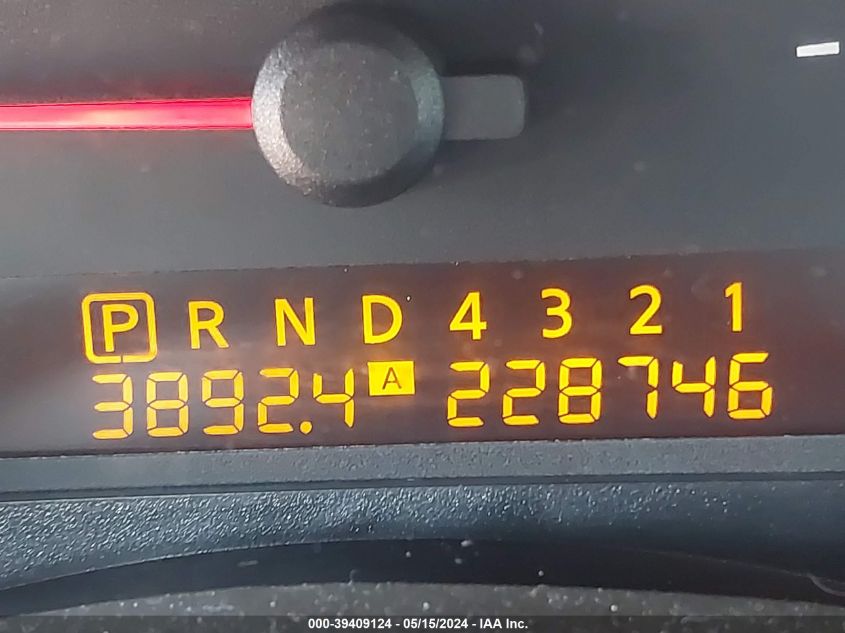 P R N D 4 3 2 1
3892.4 A 228746
000-39409124 - 05/15/2024 - IAA Inc.